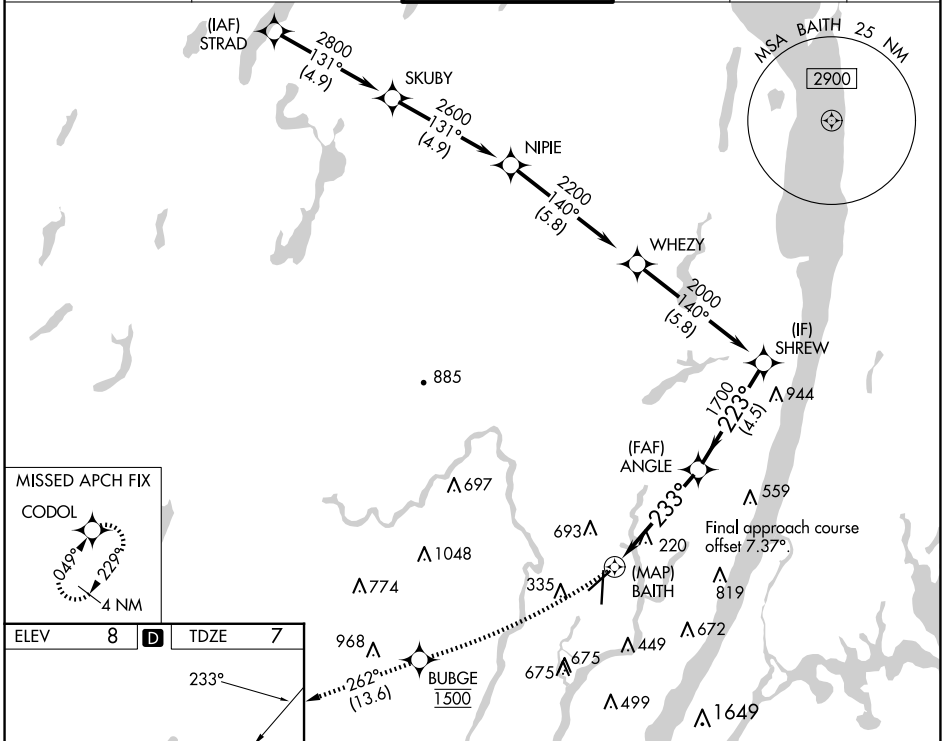 (IAF)
STRAD
2800
131°
(4.9)
SKUBY
2600
131°
(4.9)
NIPIE
2200
140°
(5.8)
WHEZY
2000
140°
(5.8)
(IF)
SHREW
MSA BAITH 25 NM
2900
944
1700
223°
(4.5)
885
(FAF)
ANGLE
233°
697
559
693
220
Final approach course
offset 7.37°.
1048
(MAP)
BAITH
774
335
819
MISSED APCH FIX
CODOL
049°
229°
4 NM
968
672
449
675
675
BUBGE
1500
262°
(13.6)
499
1649
ELEV 8 D TDZE 7
233°